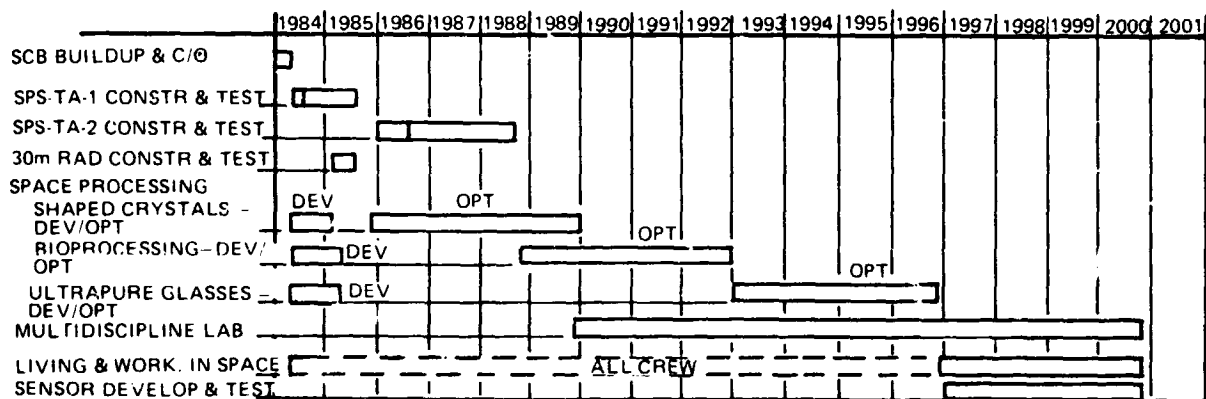 1984 1985 1986 1987 1988 1989 1990 1991 1992 1993 1994 1995 1996 1997 1998 1999 2000 2001
SCB BUILDUP & C/O
SPS-TA-1 CONSTR & TEST
SPS-TA-2 CONSTR & TEST
30m RAD CONSTR & TEST
SPACE PROCESSING
DEV OPT
SHAPED CRYSTALS –
DEV/OPT
OPT
BIOPROCESSING–DEV/ DEV
OPT
OPT
ULTRAPURE GLASSES – DEV
DEV/OPT
MULTIDISCIPLINE LAB
LIVING & WORK. IN SPACE ALL CREW
SENSOR DEVELOP & TEST